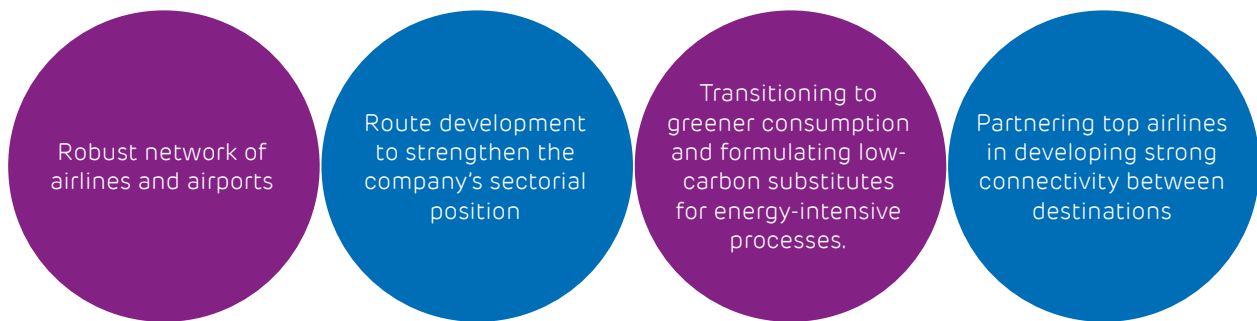 Robust network of
airlines and airports
Route development
to strengthen the
company's sectorial
position
Transitioning to
greener consumption
and formulating low-
carbon substitutes
for energy-intensive
processes.
Partnering top airlines
in developing strong
connectivity between
destinations